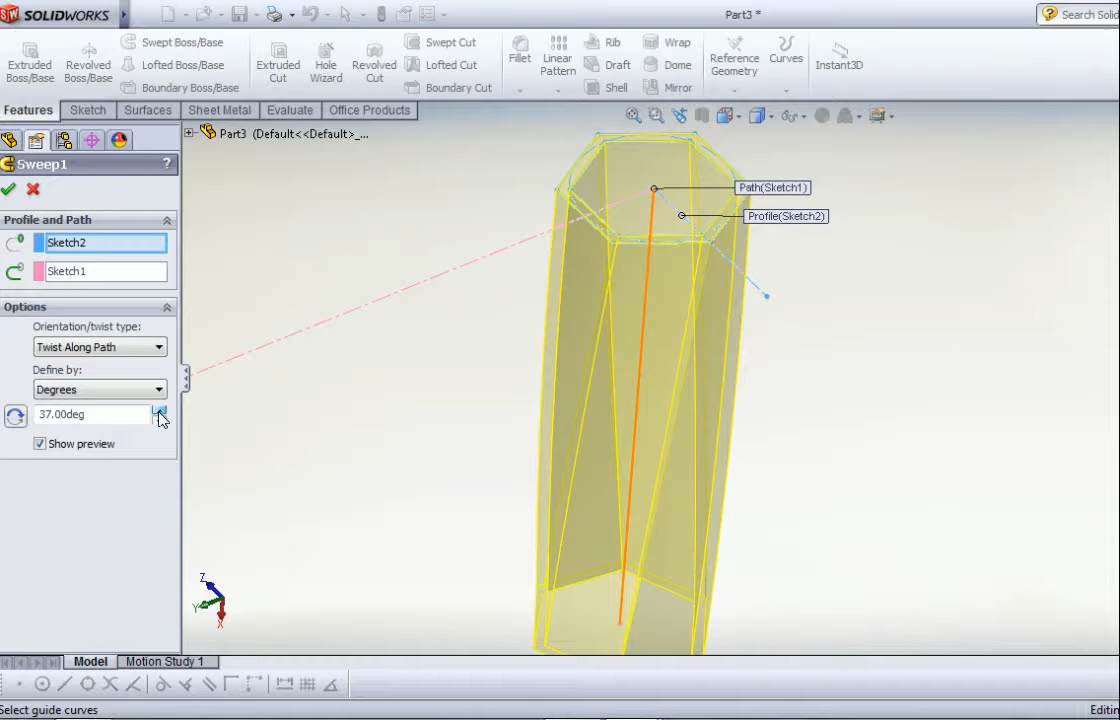 SW SOLIDWORKS
Part3 *
Search Solid
Extruded Boss/Base
Revolved Boss/Base
Swept Boss/Base
Lofted Boss/Base
Boundary Boss/Base
Extruded Cut
Hole Wizard
Revolved Cut
Swept Cut
Lofted Cut
Boundary Cut
Fillet
Linear Pattern
Rib
Draft
Shell
Wrap
Dome
Mirror
Reference Geometry
Curves
Instant3D
Features
Sketch
Surfaces
Sheet Metal
Evaluate
Office Products
Part3 (Default<<Default>_...
Sweep1
?
Profile and Path
Sketch2
Sketch1
Options
Orientation/twist type:
Twist Along Path
Define by:
Degrees
37.00deg
Show preview
Path(Sketch1)
Profile(Sketch2)
Z
Y
X
Model
Motion Study 1
Select guide curves
Editin